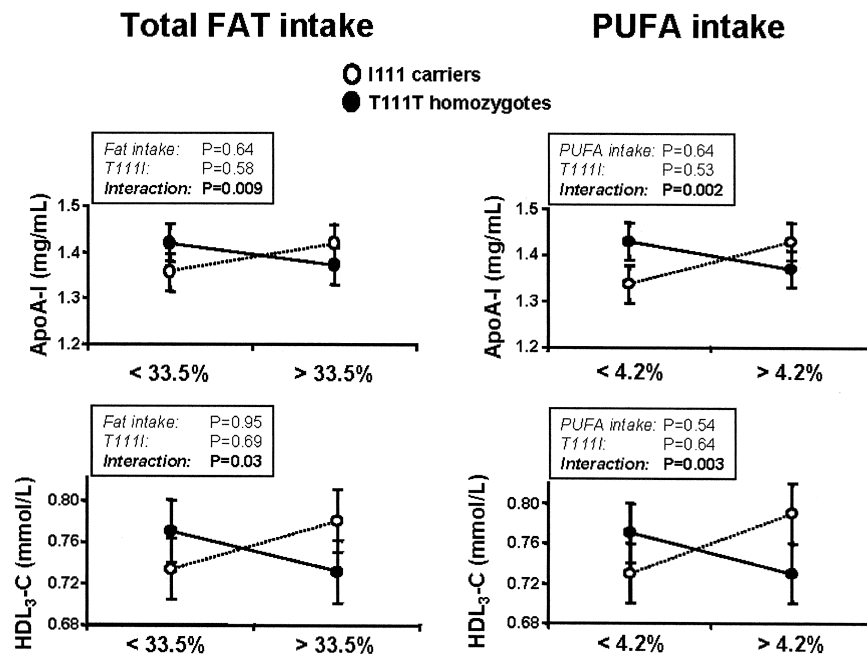 Total FAT intake
PUFA intake
I111 carriers
T111T homozygotes
Fat intake: P=0.64
T111I: P=0.58
Interaction: P=0.009
ApoA-I (mg/mL)
1.5
1.4
1.3
1.2
< 33.5%
> 33.5%
PUFA intake: P=0.64
T111I: P=0.53
Interaction: P=0.002
ApoA-I (mg/mL)
1.5
1.4
1.3
1.2
< 4.2%
> 4.2%
Fat intake: P=0.95
T111I: P=0.69
Interaction: P=0.03
HDL₃-C (mmol/L)
0.80
0.76
0.72
0.68
< 33.5%
> 33.5%
PUFA intake: P=0.54
T111I: P=0.64
Interaction: P=0.003
HDL₃-C (mmol/L)
0.80
0.76
0.72
0.68
< 4.2%
> 4.2%